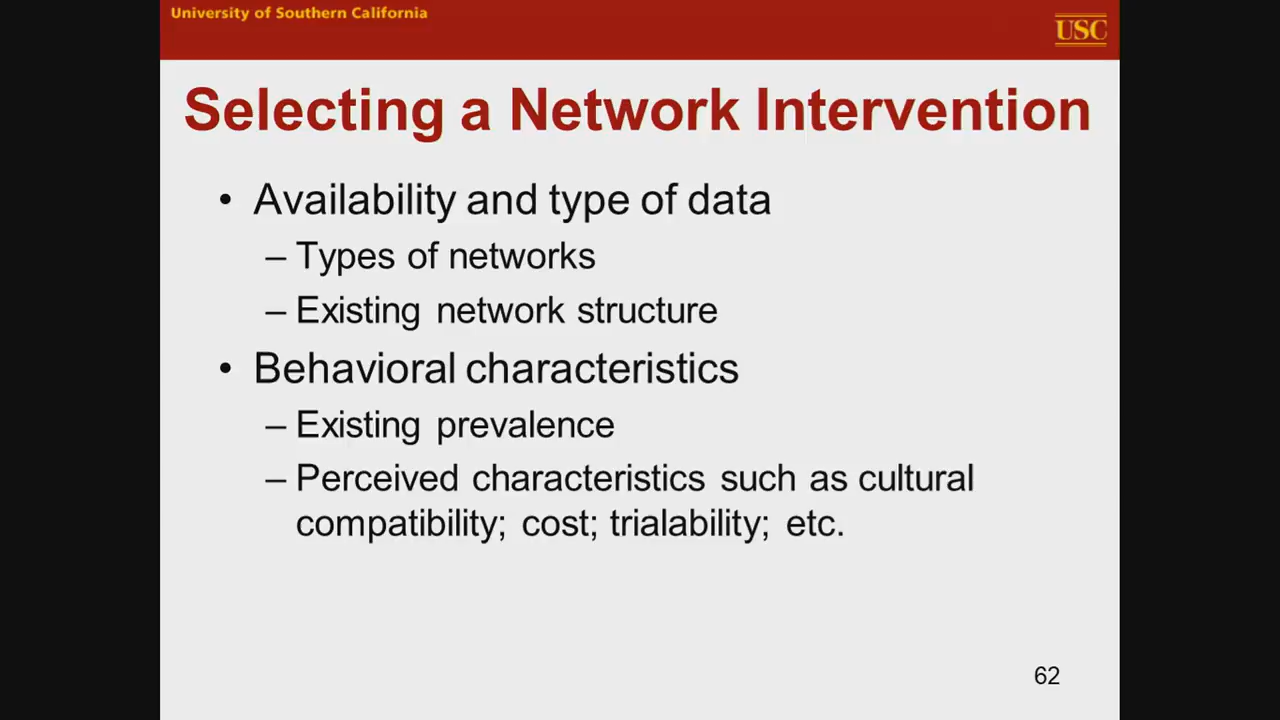 University of Southern California
USC
Selecting a Network Intervention
• Availability and type of data
– Types of networks
– Existing network structure
• Behavioral characteristics
– Existing prevalence
– Perceived characteristics such as cultural
compatibility; cost; trialability; etc.
62